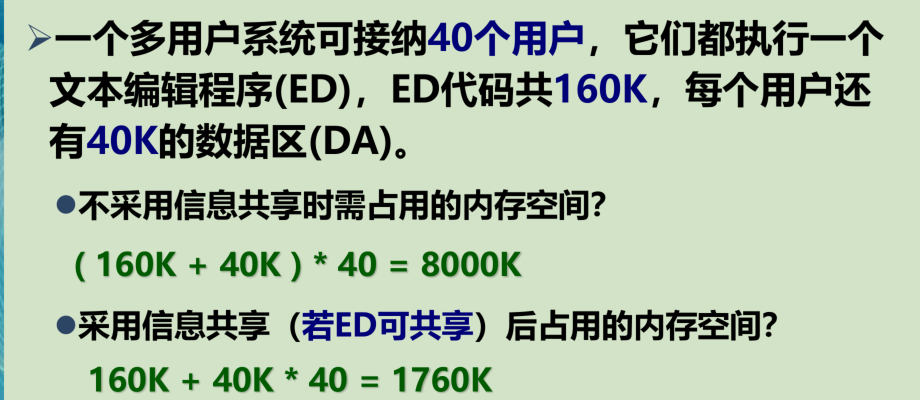 ➢一个多用户系统可接纳40个用户，它们都执行一个
文本编辑程序(ED)，ED代码共160K，每个用户还
有40K的数据区(DA)。
●不采用信息共享时需占用的内存空间？
( 160K + 40K ) * 40 = 8000K
●采用信息共享（若ED可共享）后占用的内存空间？
160K + 40K * 40 = 1760K